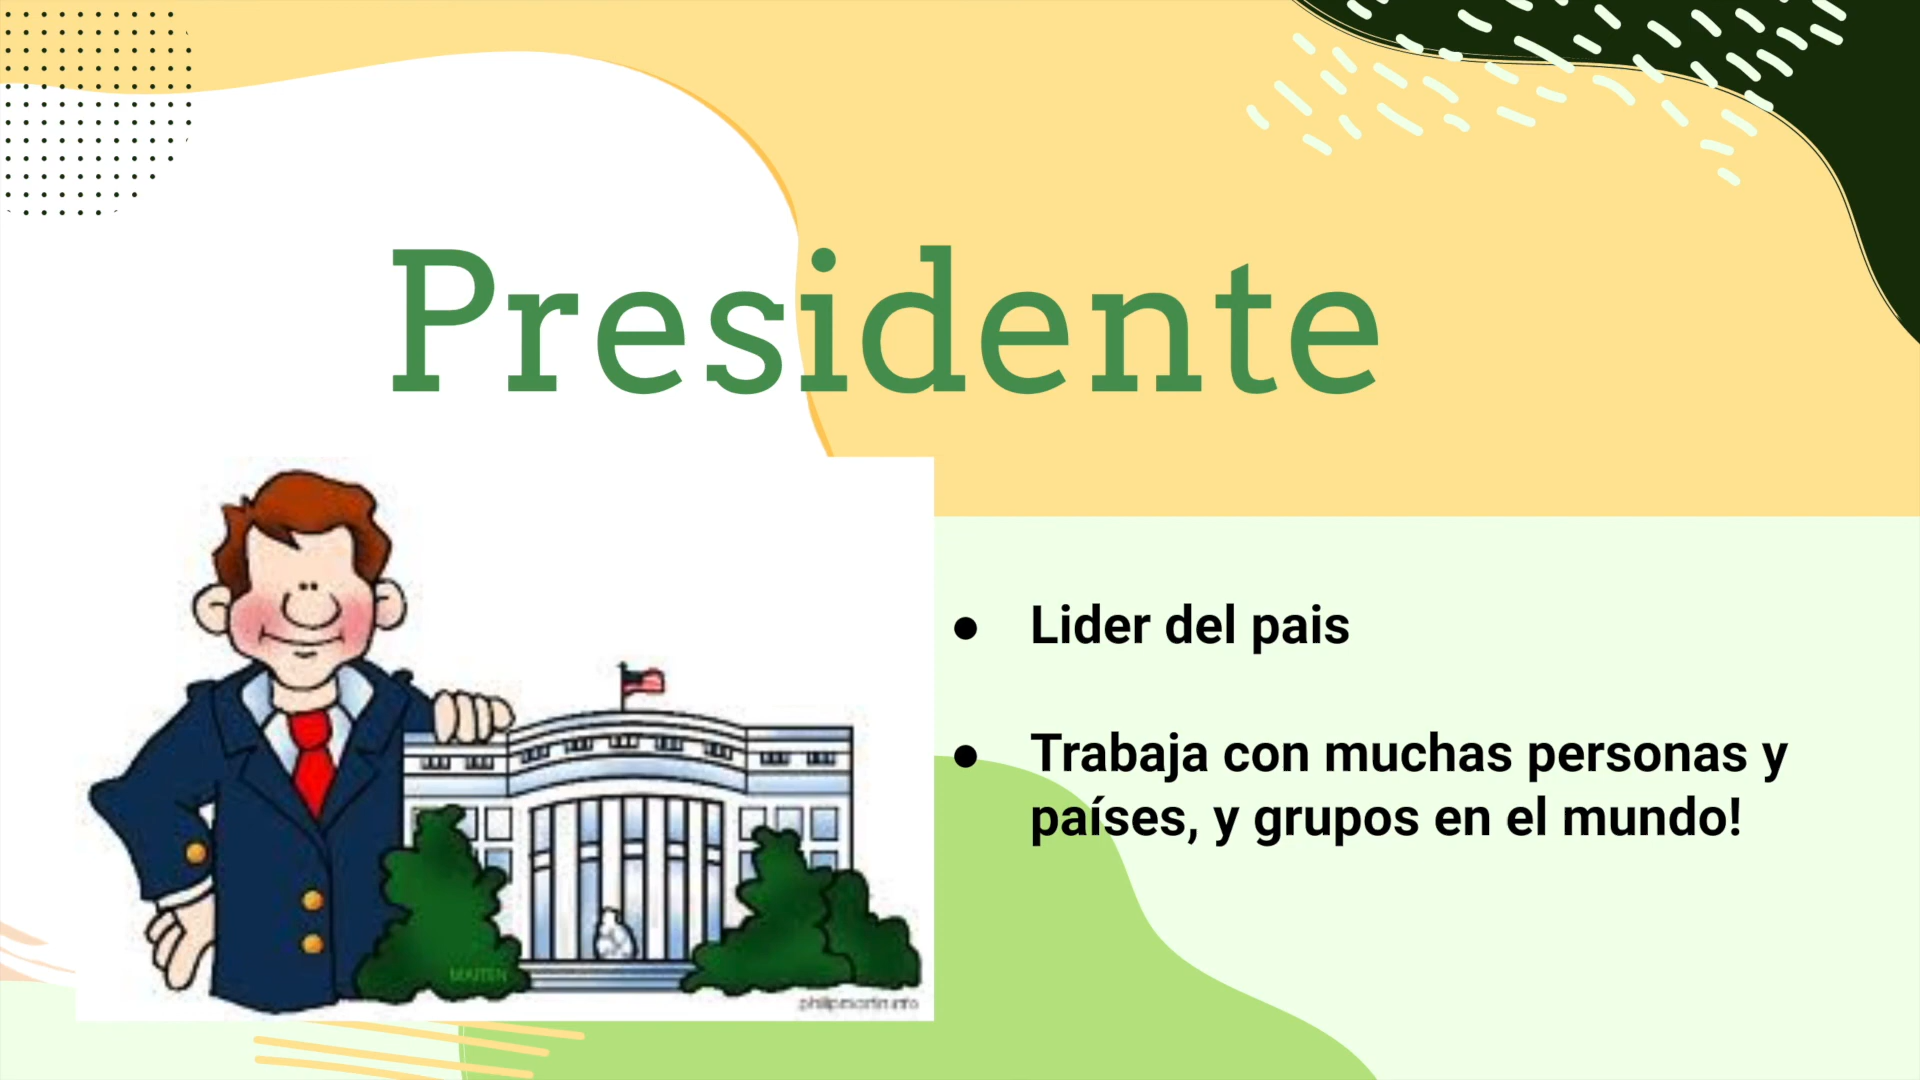 Presidente
● Lider del pais
● Trabaja con muchas personas y
países, y grupos en el mundo!